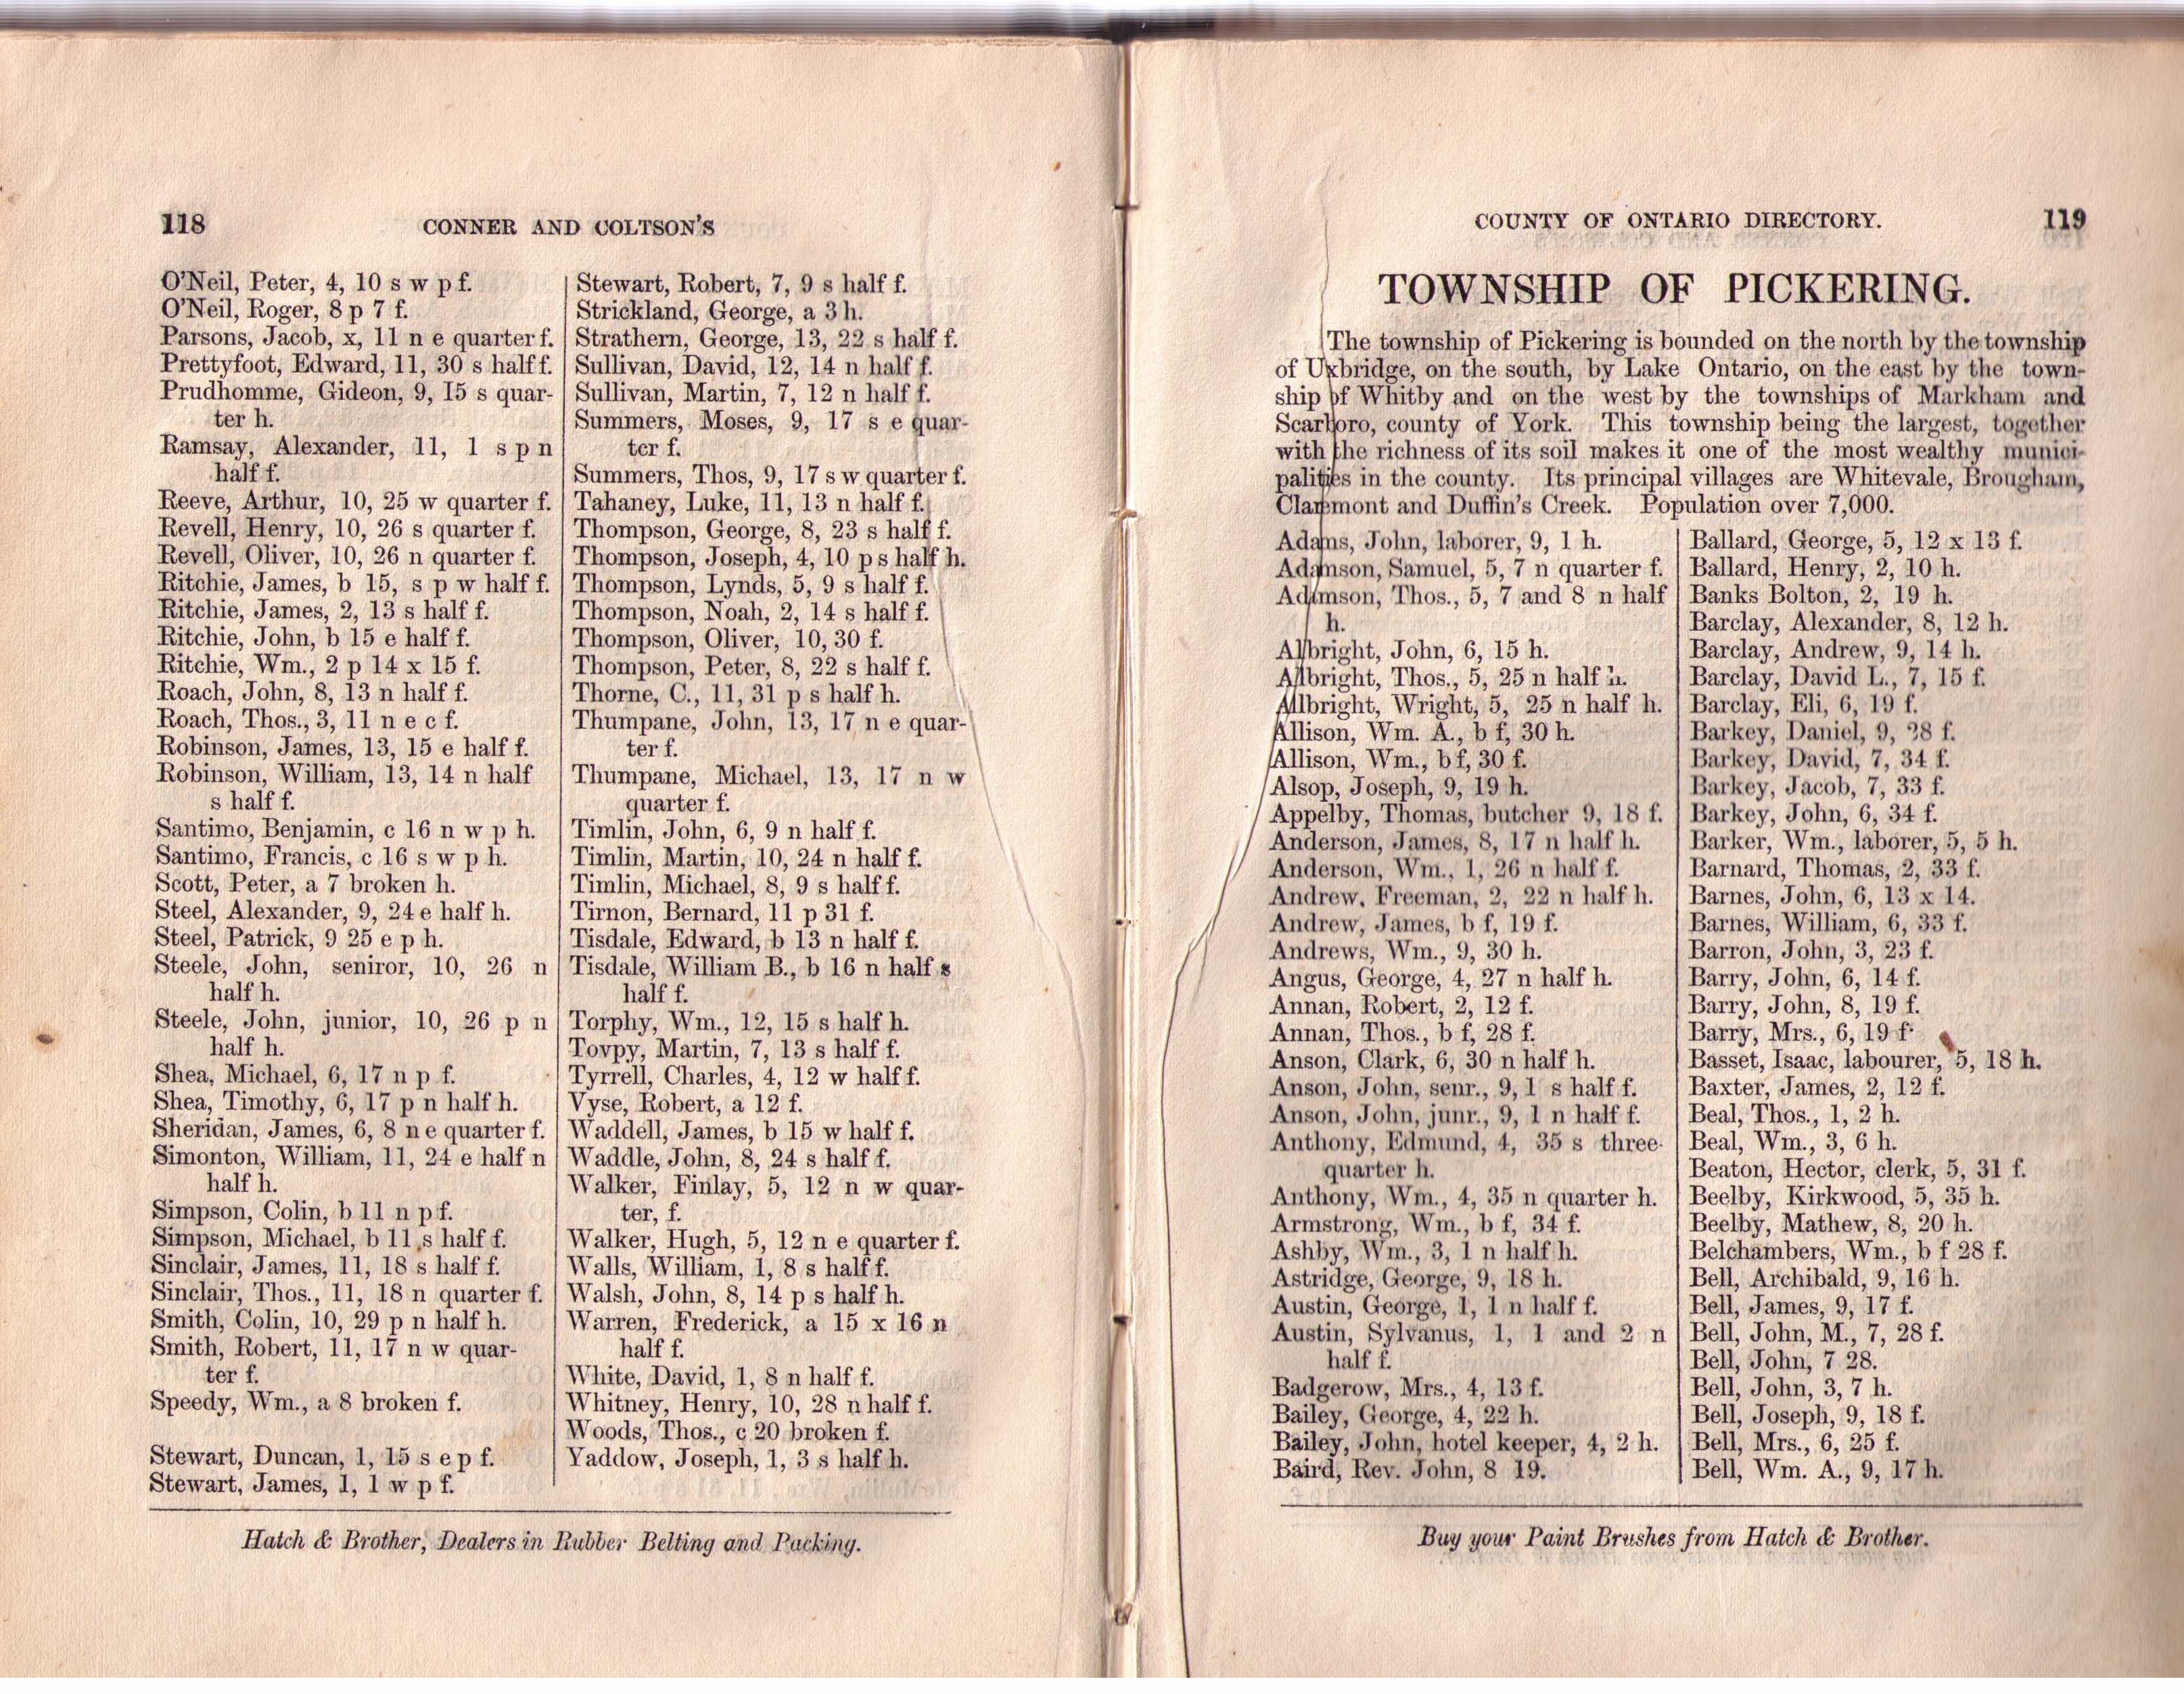 118
CONNER AND COLTSON'S
O'Neil, Peter, 4, 10 s w p f.
O'Neil, Roger, 8 p 7 f.
Parsons, Jacob, x, 11 n e quarter f.
Prettyfoot, Edward, 11, 30 s half f.
Prudhomme, Gideon, 9, I5 s quar-
ter h.
Ramsay, Alexander, 11, 1 s p n
half f.
Reeve, Arthur, 10, 25 w quarter f.
Revell, Henry, 10, 26 s quarter f.
Revell, Oliver, 10, 26 n quarter f.
Ritchie, James, b 15, s p w half f.
Ritchie, James, 2, 13 s half f.
Ritchie, John, b 15 e half f.
Ritchie, Wm., 2 p 14 x 15 f.
Roach, John, 8, 13 n half f.
Roach, Thos., 3, 11 n e c f.
Robinson, James, 13, 15 e half f.
Robinson, William, 13, 14 n half
s half f.
Santimo, Benjamin, c 16 n w p h.
Santimo, Francis, c 16 s w p h.
Scott, Peter, a 7 broken h.
Steel, Alexander, 9, 24 e half h.
Steel, Patrick, 9 25 e p h.
Steele, John, seniror, 10, 26 n
half h.
Steele, John, junior, 10, 26 p n
half h.
Shea, Michael, 6, 17 n p f.
Shea, Timothy, 6, 17 p n half h.
Sheridan, James, 6, 8 n e quarter f.
Simonton, William, 11, 24 e half n
half h.
Simpson, Colin, b 11 n p f.
Simpson, Michael, b 11 s half f.
Sinclair, James, 11, 18 s half f.
Sinclair, Thos., 11, 18 n quarter f.
Smith, Colin, 10, 29 p n half h.
Smith, Robert, 11, 17 n w quar-
ter f.
Speedy, Wm., a 8 broken f.
Stewart, Duncan, 1, 15 s e p f.
Stewart, James, 1, 1 w p f.
Stewart, Robert, 7, 9 s half f.
Strickland, George, a 3 h.
Strathern, George, 13, 22 s half f.
Sullivan, David, 12, 14 n half f.
Sullivan, Martin, 7, 12 n half f.
Summers, Moses, 9, 17 s e quar-
ter f.
Summers, Thos, 9, 17 s w quarter f.
Tahaney, Luke, 11, 13 n half f.
Thompson, George, 8, 23 s half f.
Thompson, Joseph, 4, 10 p s half h.
Thompson, Lynds, 5, 9 s half f.
Thompson, Noah, 2, 14 s half f.
Thompson, Oliver, 10, 30 f.
Thompson, Peter, 8, 22 s half f.
Thorne, C., 11, 31 p s half h.
Thumpane, John, 13, 17 n e quar-
ter f.
Thumpane, Michael, 13, 17 n w
quarter f.
Timlin, John, 6, 9 n half f.
Timlin, Martin, 10, 24 n half f.
Timlin, Michael, 8, 9 s half f.
Tirnon, Bernard, 11 p 31 f.
Tisdale, Edward, b 13 n half f.
Tisdale, William B., b 16 n half s
half f.
Torphy, Wm., 12, 15 s half h.
Tovpy, Martin, 7, 13 s half f.
Tyrrell, Charles, 4, 12 w half f.
Vyse, Robert, a 12 f.
Waddell, James, b 15 w half f.
Waddle, John, 8, 24 s half f.
Walker, Finlay, 5, 12 n w quar-
ter, f.
Walker, Hugh, 5, 12 n e quarter f.
Walls, William, 1, 8 s half f.
Walsh, John, 8, 14 p s half h.
Warren, Frederick, a 15 x 16 n
half f.
White, David, 1, 8 n half f.
Whitney, Henry, 10, 28 n half f.
Woods, Thos., c 20 broken f.
Yaddow, Joseph, 1, 3 s half h.
Hatch & Brother, Dealers in Rubber Belting and Packing.
COUNTY OF ONTARIO DIRECTORY.
119
TOWNSHIP OF PICKERING.
The township of Pickering is bounded on the north by the township
of Uxbridge, on the south, by Lake Ontario, on the east by the town-
ship of Whitby and on the west by the townships of Markham and
Scarboro, county of York. This township being the largest, together
with the richness of its soil makes it one of the most wealthy munici-
palities in the county. Its principal villages are Whitevale, Brougham,
Claremont and Duffin's Creek. Population over 7,000.
Adams, John, laborer, 9, 1 h.
Adamson, Samuel, 5, 7 n quarter f.
Adamson, Thos., 5, 7 and 8 n half
h.
Albright, John, 6, 15 h.
Allbright, Thos., 5, 25 n half h.
Allbright, Wright, 5, 25 n half h.
Allison, Wm. A., b f, 30 h.
Allison, Wm., b f, 30 f.
Alsop, Joseph, 9, 19 h.
Appelby, Thomas, butcher 9, 18 f.
Anderson, James, 8, 17 n half h.
Anderson, Wm., 1, 26 n half f.
Andrew, Freeman, 2, 22 n half h.
Andrew, James, b f, 19 f.
Andrews, Wm., 9, 30 h.
Angus, George, 4, 27 n half h.
Annan, Robert, 2, 12 f.
Annan, Thos., b f, 28 f.
Anson, Clark, 6, 30 n half h.
Anson, John, senr., 9, 1 s half f.
Anson, John, junr., 9, 1 n half f.
Anthony, Edmund, 4, 35 s three-
quarter h.
Anthony, Wm., 4, 35 n quarter h.
Armstrong, Wm., b f, 34 f.
Ashby, Wm., 3, 1 n half h.
Astridge, George, 9, 18 h.
Austin, George, 1, 1 n half f.
Austin, Sylvanus, 1, 1 and 2 n
half f.
Badgerow, Mrs., 4, 13 f.
Bailey, George, 4, 22 h.
Bailey, John, hotel keeper, 4, 2 h.
Baird, Rev. John, 8 19.
Ballard, George, 5, 12 x 13 f.
Ballard, Henry, 2, 10 h.
Banks Bolton, 2, 19 h.
Barclay, Alexander, 8, 12 h.
Barclay, Andrew, 9, 14 h.
Barclay, David L., 7, 15 f.
Barclay, Eli, 6, 19 f.
Barkey, Daniel, 9, 28 f.
Barkey, David, 7, 34 f.
Barkey, Jacob, 7, 33 f.
Barkey, John, 6, 34 f.
Barker, Wm., laborer, 5, 5 h.
Barnard, Thomas, 2, 33 f.
Barnes, John, 6, 13 x 14.
Barnes, William, 6, 33 f.
Barron, John, 3, 23 f.
Barry, John, 6, 14 f.
Barry, John, 8, 19 f.
Barry, Mrs., 6, 19 f.
Basset, Isaac, labourer, 5, 18 h.
Baxter, James, 2, 12 f.
Beal, Thos., 1, 2 h.
Beal, Wm., 3, 6 h.
Beaton, Hector, clerk, 5, 31 f.
Beelby, Kirkwood, 5, 35 h.
Beelby, Mathew, 8, 20 h.
Belchambers, Wm., b f 28 f.
Bell, Archibald, 9, 16 h.
Bell, James, 9, 17 f.
Bell, John, M., 7, 28 f.
Bell, John, 7 28.
Bell, John, 3, 7 h.
Bell, Joseph, 9, 18 f.
Bell, Mrs., 6, 25 f.
Bell, Wm. A., 9, 17 h.
Buy your Paint Brushes from Hatch & Brother.